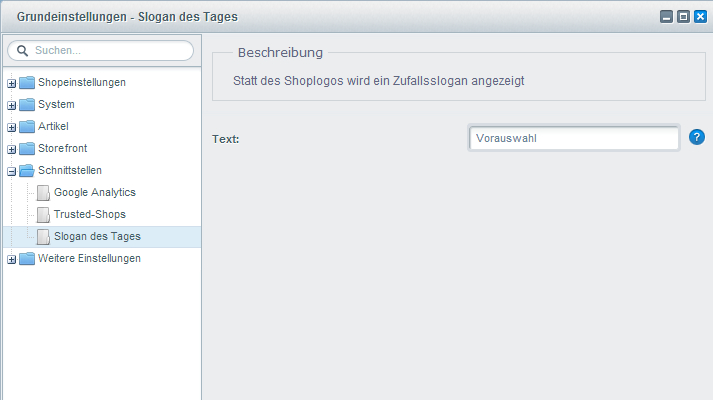 Grundeinstellungen - Slogan des Tages
Suchen...
Shopeinstellungen
System
Artikel
Storefront
Schnittstellen
Google Analytics
Trusted-Shops
Slogan des Tages
Weitere Einstellungen
Beschreibung
Statt des Shoplogos wird ein Zufallsslogan angezeigt
Text:
Vorauswahl
?